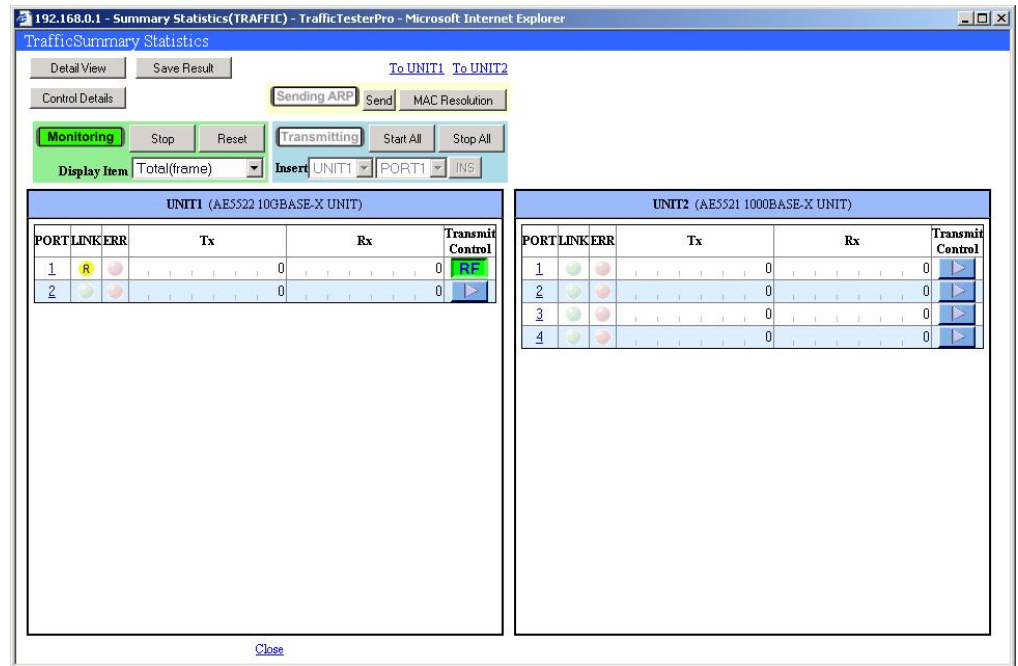 192.168.0.1 - Summary Statistics(TRAFFIC) - TrafficTesterPro - Microsoft Internet Explorer
TrafficSummary Statistics
Detail View Save Result To UNIT1 To UNIT2
Control Details Sending ARP Send MAC Resolution
Monitoring Stop Reset Transmitting Start All Stop All
Display Item Total(frame) Insert UNIT1 PORT1 INS
UNIT1 (AE5522 10GBASE-X UNIT)
PORT LINK ERR Tx Rx Transmit Control
1 R 0 0 RF
2 0 0
UNIT2 (AE5521 1000BASE-X UNIT)
PORT LINK ERR Tx Rx Transmit Control
1 0 0
2 0 0
3 0 0
4 0 0
Close